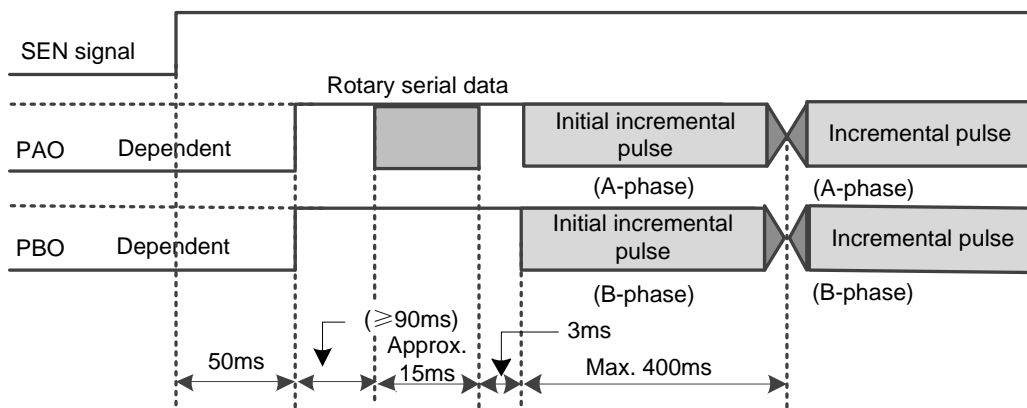 SEN signal
Rotary serial data
PAO
Dependent
Initial incremental
pulse
Incremental pulse
(A-phase)
(A-phase)
PBO
Dependent
Initial incremental
pulse
Incremental pulse
(B-phase)
(B-phase)
(≥90ms)
3ms
50ms
Approx.
15ms
Max. 400ms